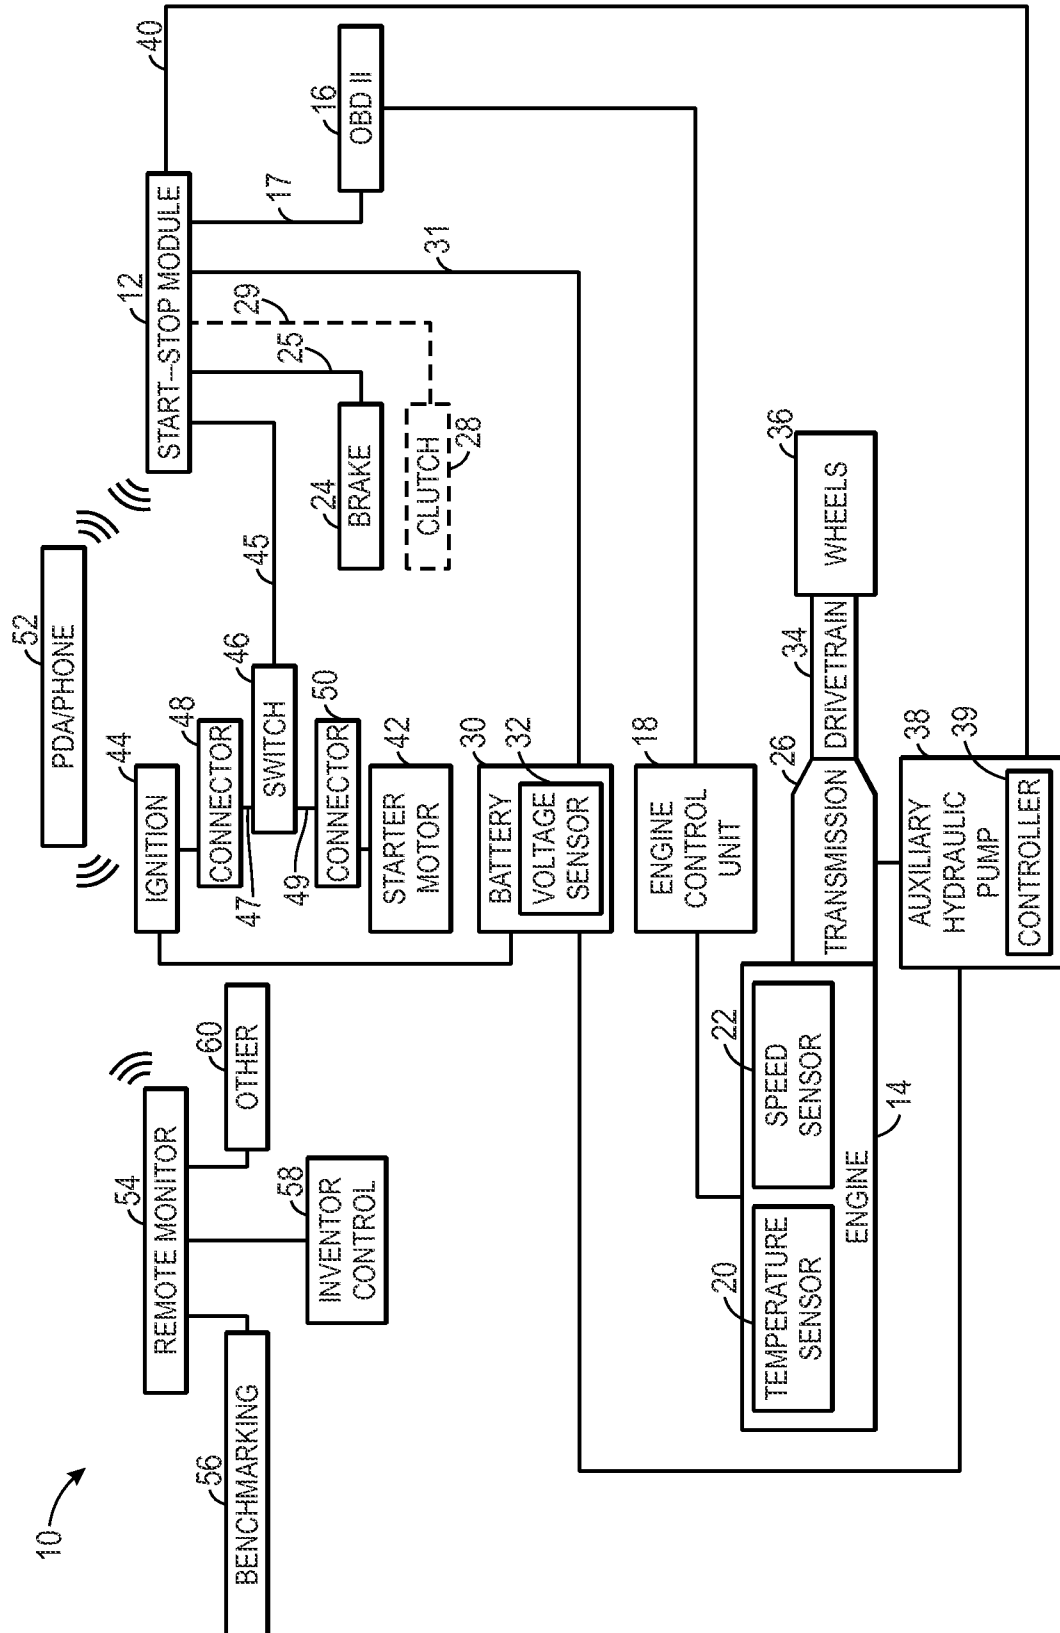 10
52
PDA/PHONE
54
REMOTE MONITOR
56
BENCHMARKING
58
INVENTOR
CONTROL
60
OTHER
44
IGNITION
48
CONNECTOR
47
46
SWITCH
45
49
50
CONNECTOR
42
STARTER
MOTOR
12
START---STOP MODULE
40
17
16
OBD II
31
29
25
24
BRAKE
CLUTCH
28
30
BATTERY
32
VOLTAGE
SENSOR
18
ENGINE
CONTROL
UNIT
20
TEMPERATURE
SENSOR
22
SPEED
SENSOR
ENGINE
14
26
TRANSMISSION
34
DRIVETRAIN
36
WHEELS
38
AUXILIARY
HYDRAULIC
PUMP
39
CONTROLLER